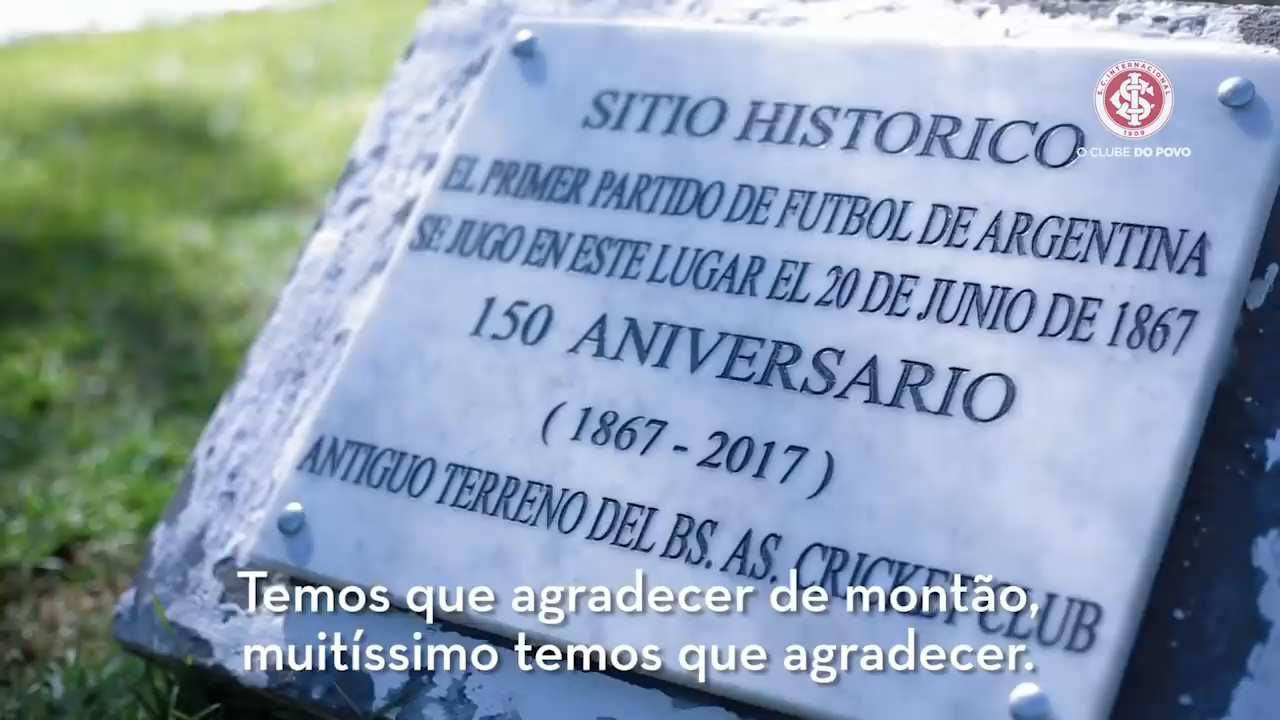 SITIO HISTORICO
EL PRIMER PARTIDO DE FUTBOL DE ARGENTINA
SE JUGO EN ESTE LUGAR EL 20 DE JUNIO DE 1867
150 ANIVERSARIO
( 1867 - 2017 )
ANTIGUO TERRENO DEL BS. AS. CRICKET CLUB
S.C. INTERNACIONAL
1909
O CLUBE DO POVO
Temos que agradecer de montão,
muitíssimo temos que agradecer.